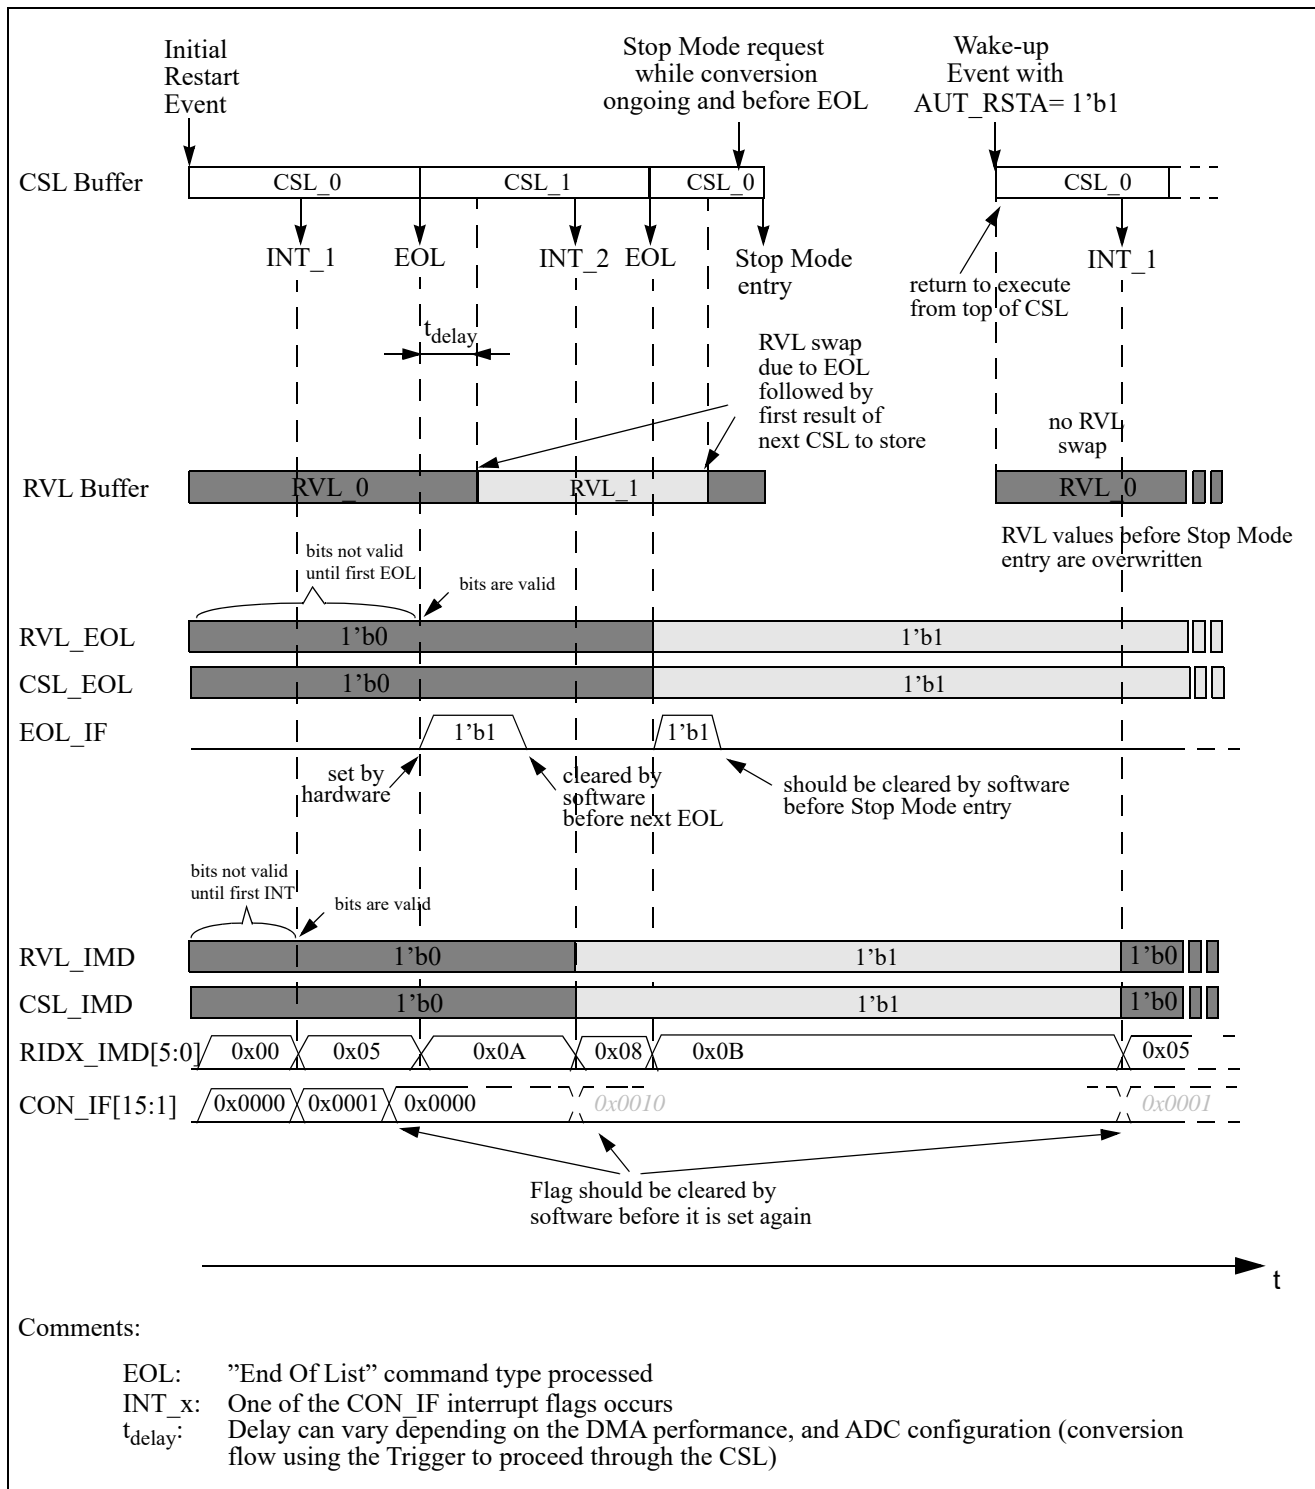 Initial
Restart
Event
Stop Mode request
while conversion
ongoing and before EOL
Wake-up
Event with
AUT_RSTA= 1’b1
CSL Buffer
CSL_0
CSL_1
CSL_0
CSL_0
INT_1
EOL
INT_2
EOL
Stop Mode
entry
INT_1
return to execute
from top of CSL
tdelay
RVL swap
due to EOL
followed by
first result of
next CSL to store
no RVL
swap
RVL Buffer
RVL_0
RVL_1
RVL_0
RVL values before Stop Mode
entry are overwritten
bits not valid
until first EOL
bits are valid
RVL_EOL
1’b0
1’b1
CSL_EOL
1’b0
1’b1
EOL_IF
1’b1
1’b1
set by
hardware
cleared by
software
before next EOL
should be cleared by software
before Stop Mode entry
bits not valid
until first INT
bits are valid
RVL_IMD
1’b0
1’b1
1’b0
CSL_IMD
1’b0
1’b1
1’b0
RIDX_IMD[5:0]
0x00
0x05
0x0A
0x08
0x0B
0x05
CON_IF[15:1]
0x0000
0x0001
0x0000
0x0010
0x0001
Flag should be cleared by
software before it is set again
t
Comments:
EOL: ”End Of List” command type processed
INT_x: One of the CON_IF interrupt flags occurs
tdelay: Delay can vary depending on the DMA performance, and ADC configuration (conversion
flow using the Trigger to proceed through the CSL)